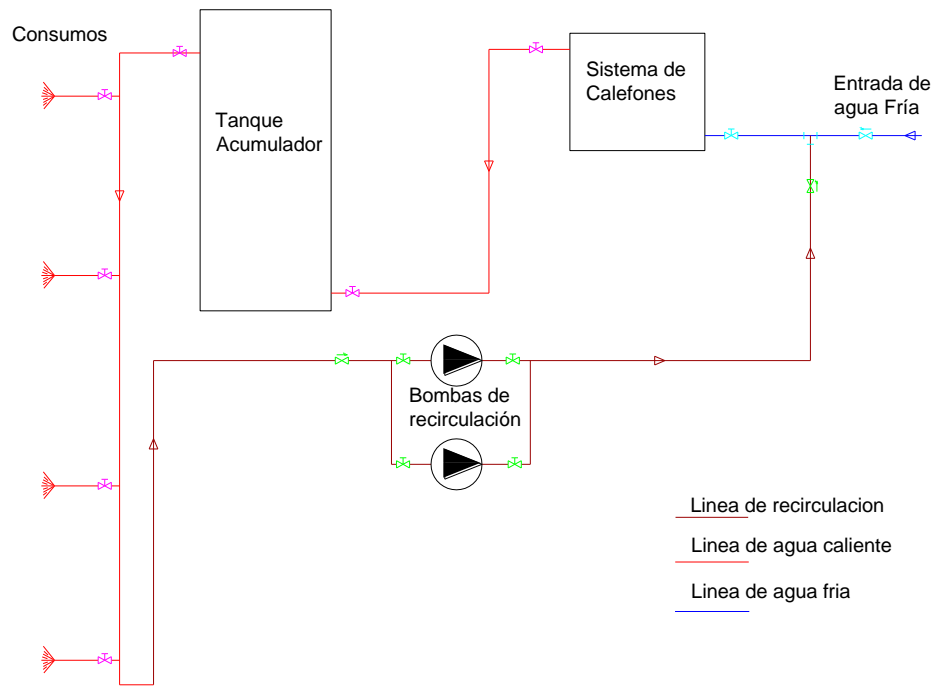 Consumos
Tanque
Acumulador
Sistema de
Calefones
Entrada de
agua Fría
Bombas de
recirculación
Linea de recirculacion
Linea de agua caliente
Linea de agua fria